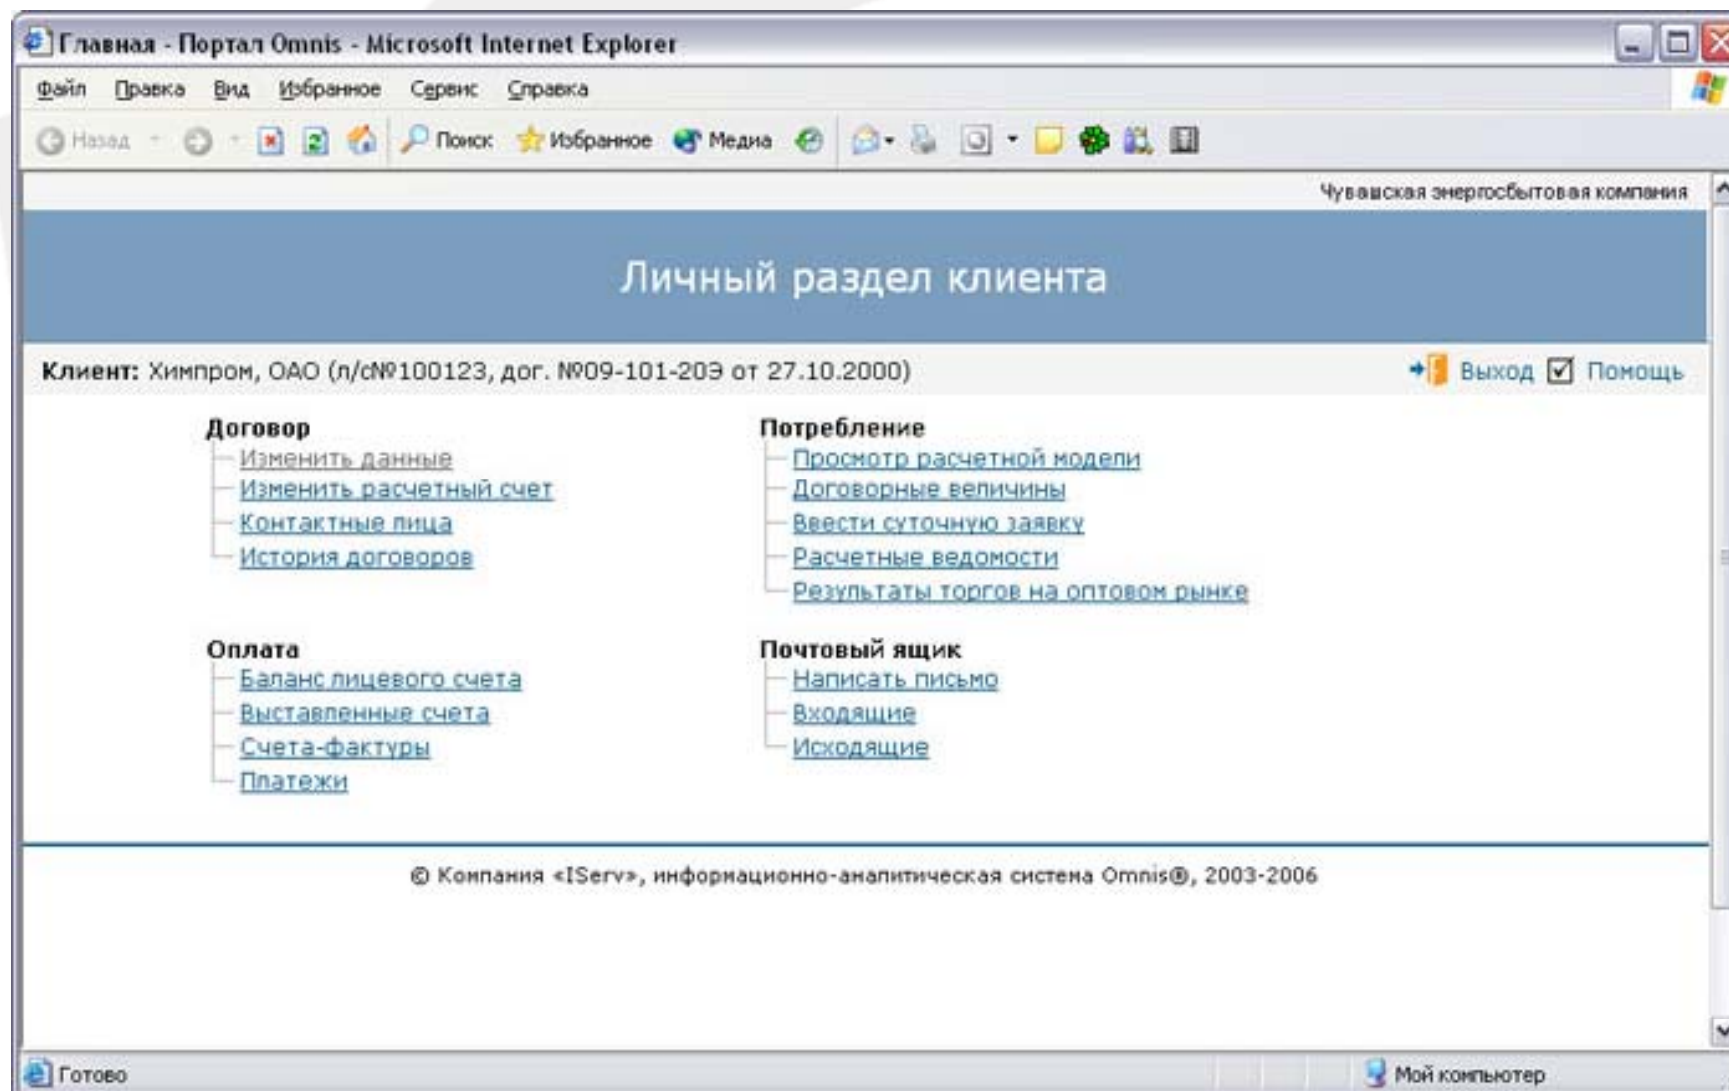 Главная - Портал Omnis - Microsoft Internet Explorer
Файл Правка Вид Избранное Сервис Справка
Назад Поиск Избранное Медиа
Чувашская энергосбытовая компания
Личный раздел клиента
Клиент: Химпром, ОАО (л/с№100123, дог. №09-101-20Э от 27.10.2000) Выход Помощь
Договор
Изменить данные
Изменить расчетный счет
Контактные лица
История договоров
Потребление
Просмотр расчетной модели
Договорные величины
Ввести суточную заявку
Расчетные ведомости
Результаты торгов на оптовом рынке
Оплата
Баланс лицевого счета
Выставленные счета
Счета-фактуры
Платежи
Почтовый ящик
Написать письмо
Входящие
Исходящие
© Компания «IServ», информационно-аналитическая система Omnis®, 2003-2006
Готово Мой компьютер